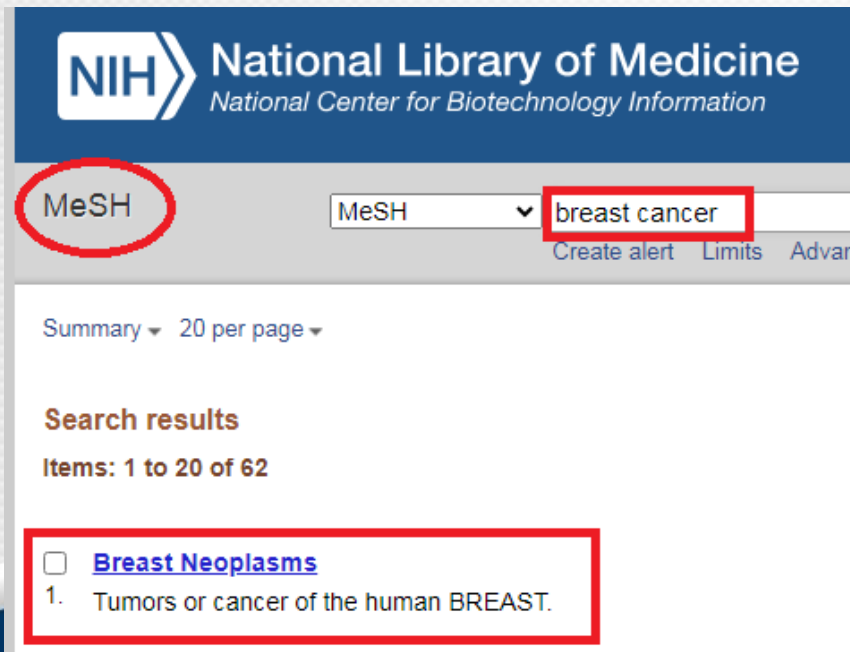 NIH National Library of Medicine
National Center for Biotechnology Information
MeSH MeSH breast cancer
Create alert Limits
Summary 20 per page
Search results
Items: 1 to 20 of 62
Breast Neoplasms
1. Tumors or cancer of the human BREAST.